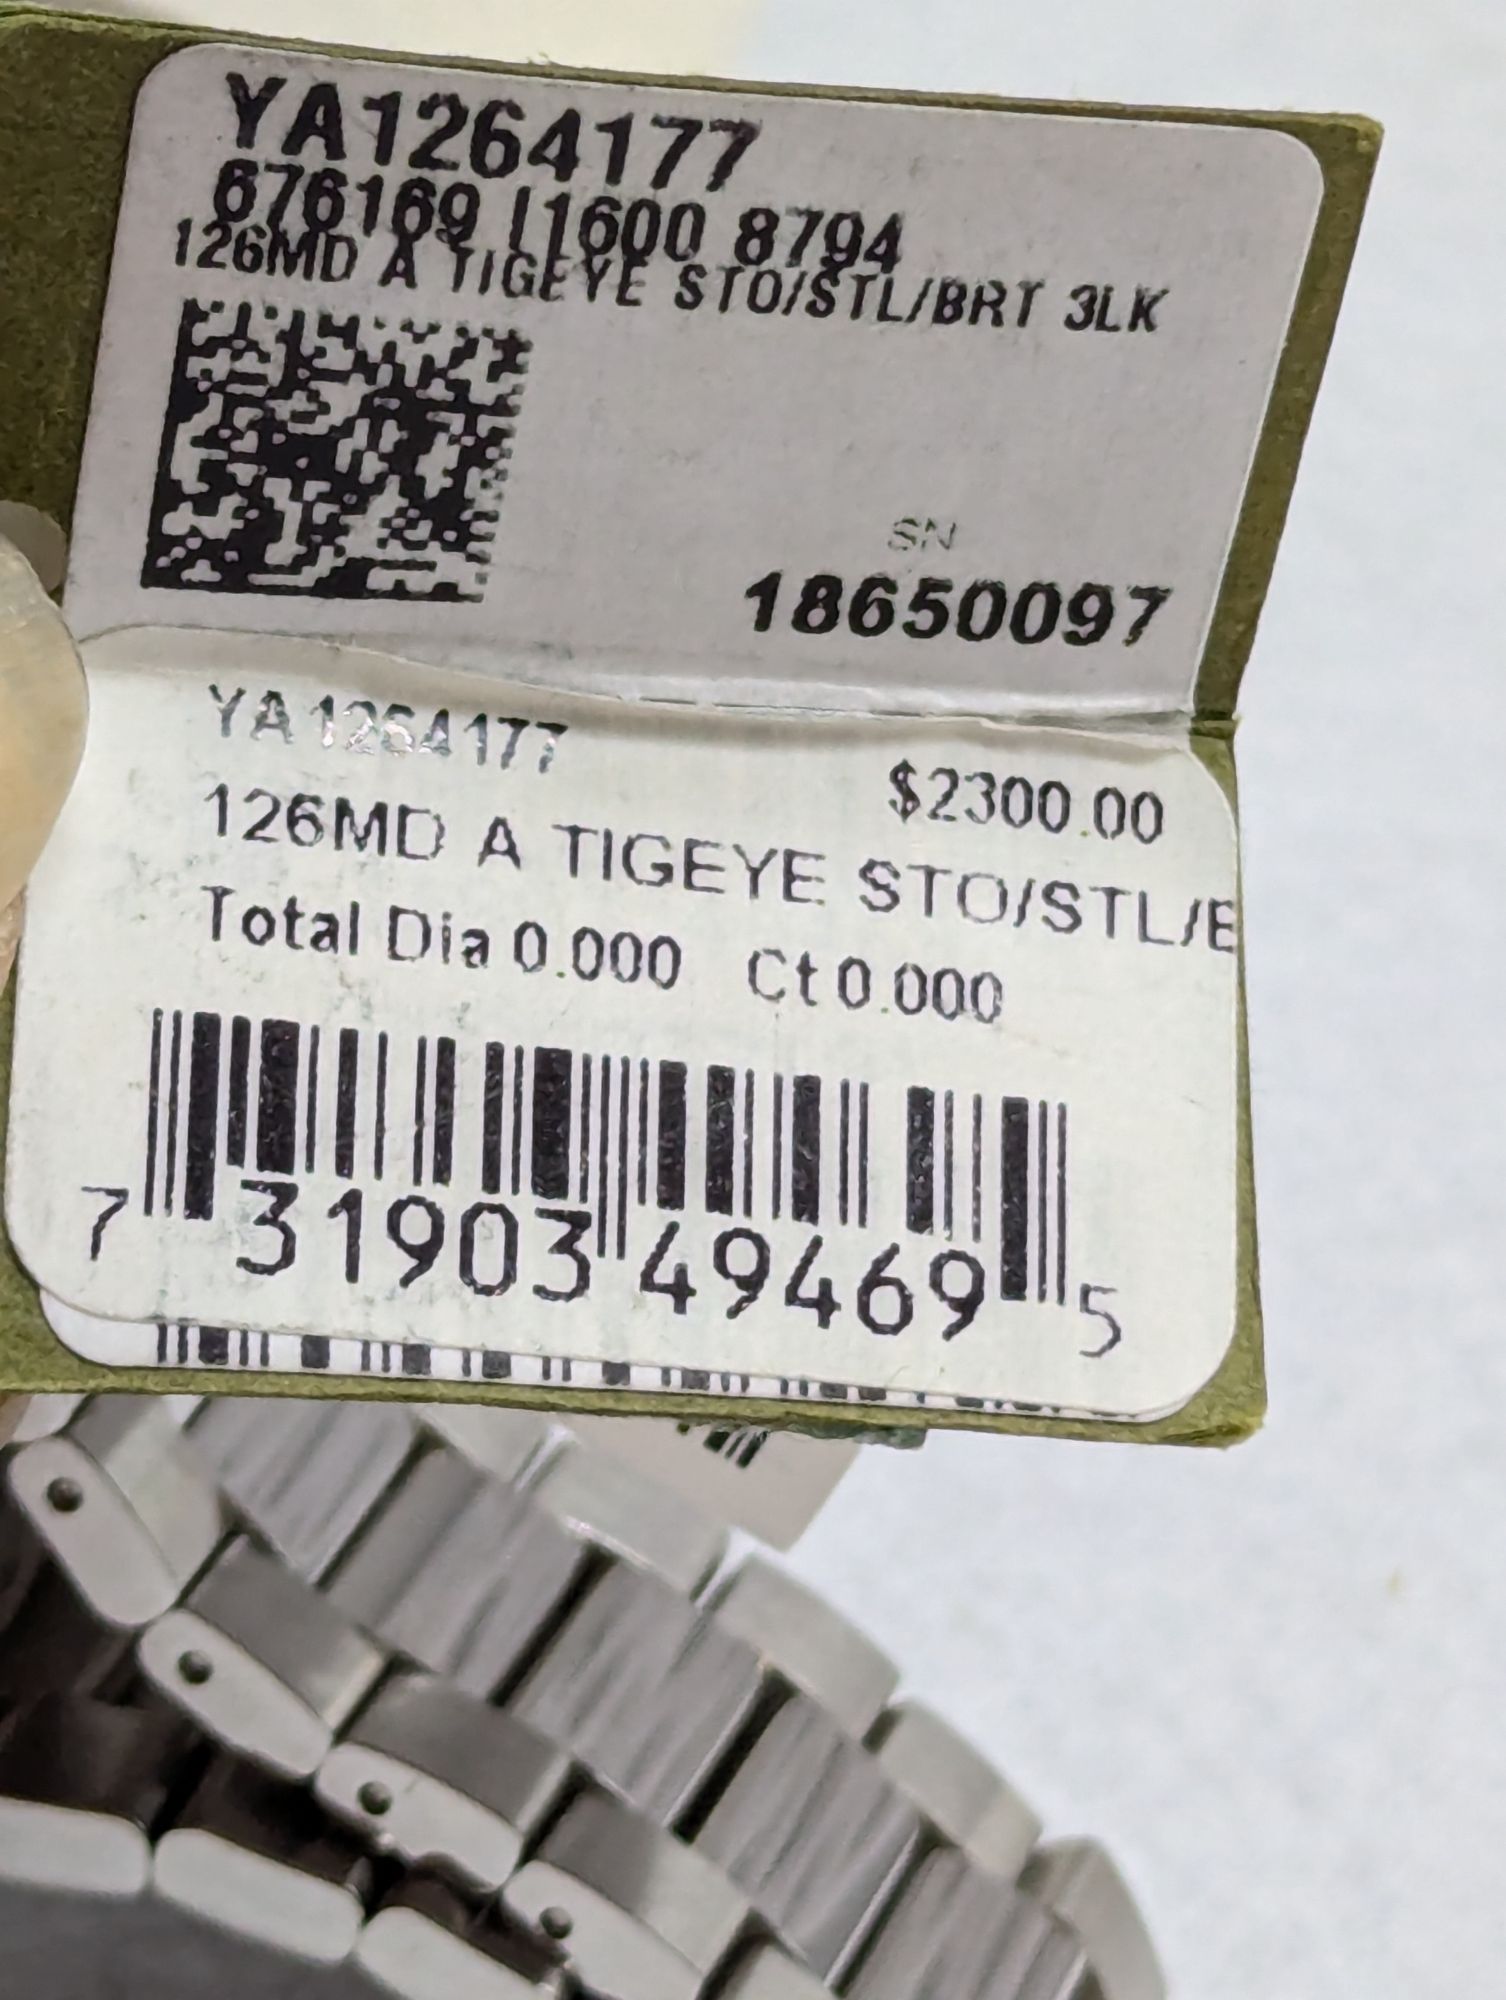 YA1264177
676169 I1600 8794
126MD A TIGEYE STO/STL/BRT 3LK
SN
18650097
YA1264177
$2300.00
126MD A TIGEYE STO/STL/
Total Dia 0.000 Ct 0.000
7 31903 49469 5